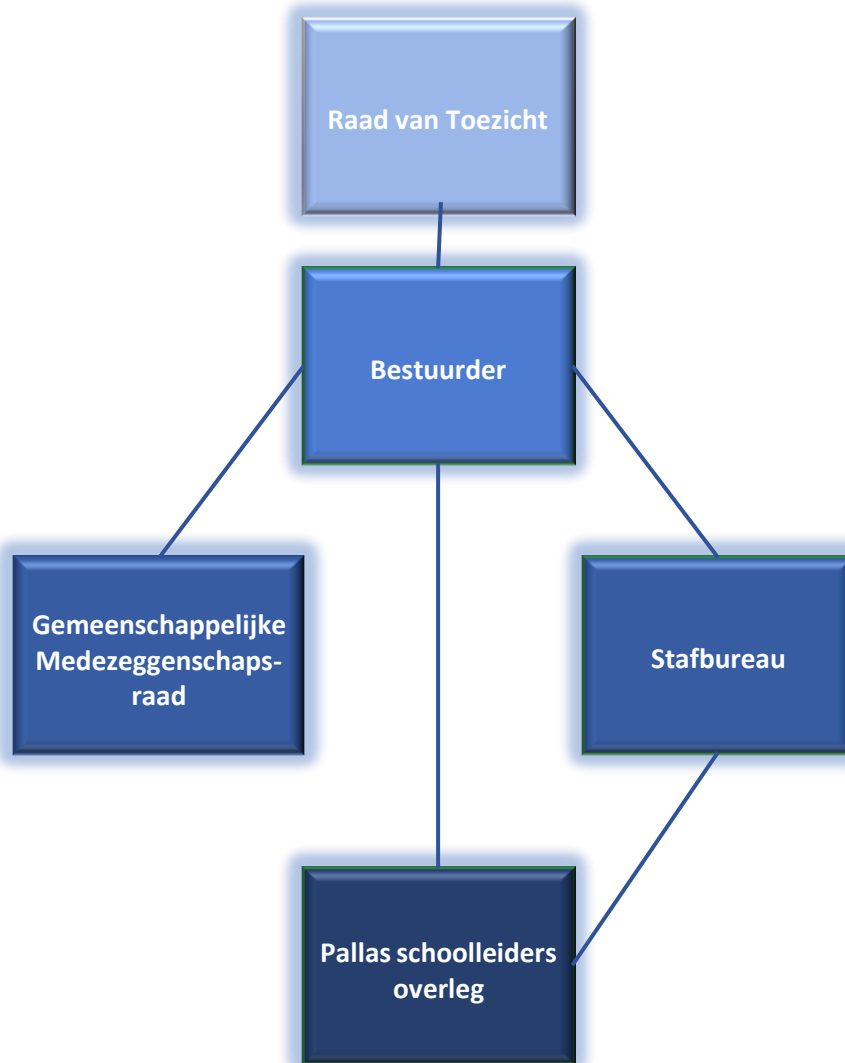 Raad van Toezicht
Bestuurder
Gemeenschappelijke
Medezeggenschaps-
raad
Stafbureau
Pallas schoolleiders
overleg